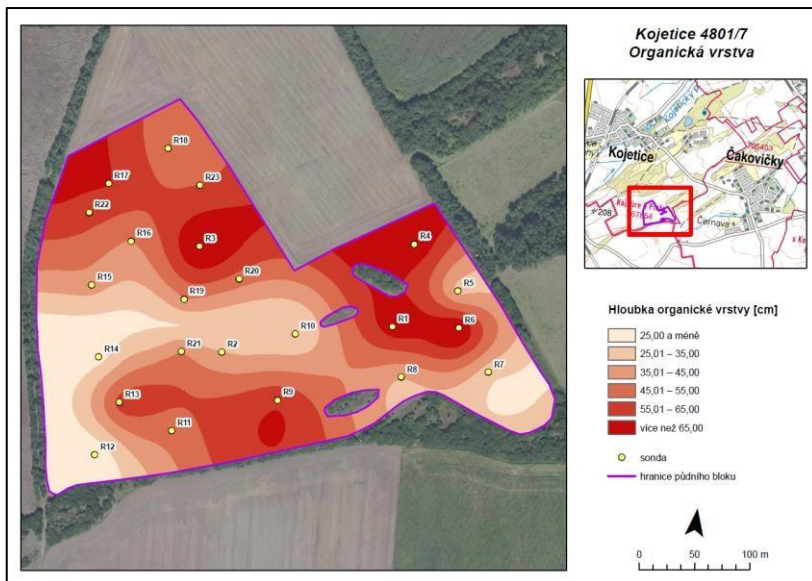 Kojetice 4801/7
Organická vrstva
Kojetice
Čakovičky
705403
208
Černava
R18
R17
R23
R22
R16
R3
R4
R15
R20
R5
R19
R1
R6
R10
R14
R21
R2
R8
R7
R13
R9
R11
R12
Hloubka organické vrstvy [cm]
25,00 a méně
25,01 – 35,00
35,01 – 45,00
45,01 – 55,00
55,01 – 65,00
více než 65,00
sonda
hranice půdního bloku
0
50
100 m